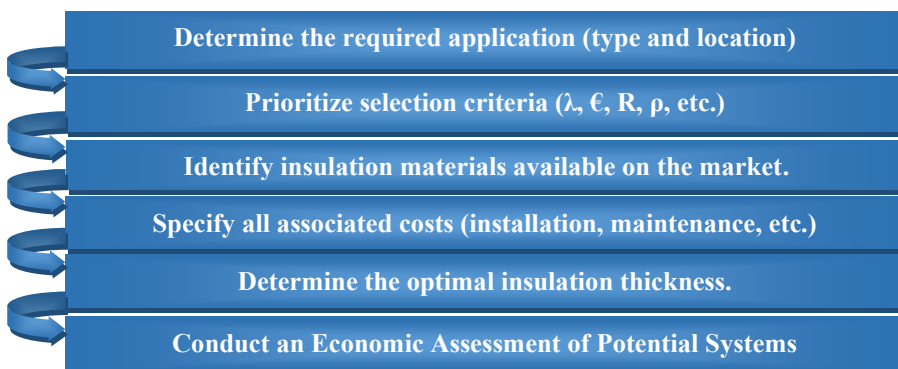 Determine the required application (type and location)
Prioritize selection criteria (λ, €, R, ρ, etc.)
Identify insulation materials available on the market.
Specify all associated costs (installation, maintenance, etc.)
Determine the optimal insulation thickness.
Conduct an Economic Assessment of Potential Systems